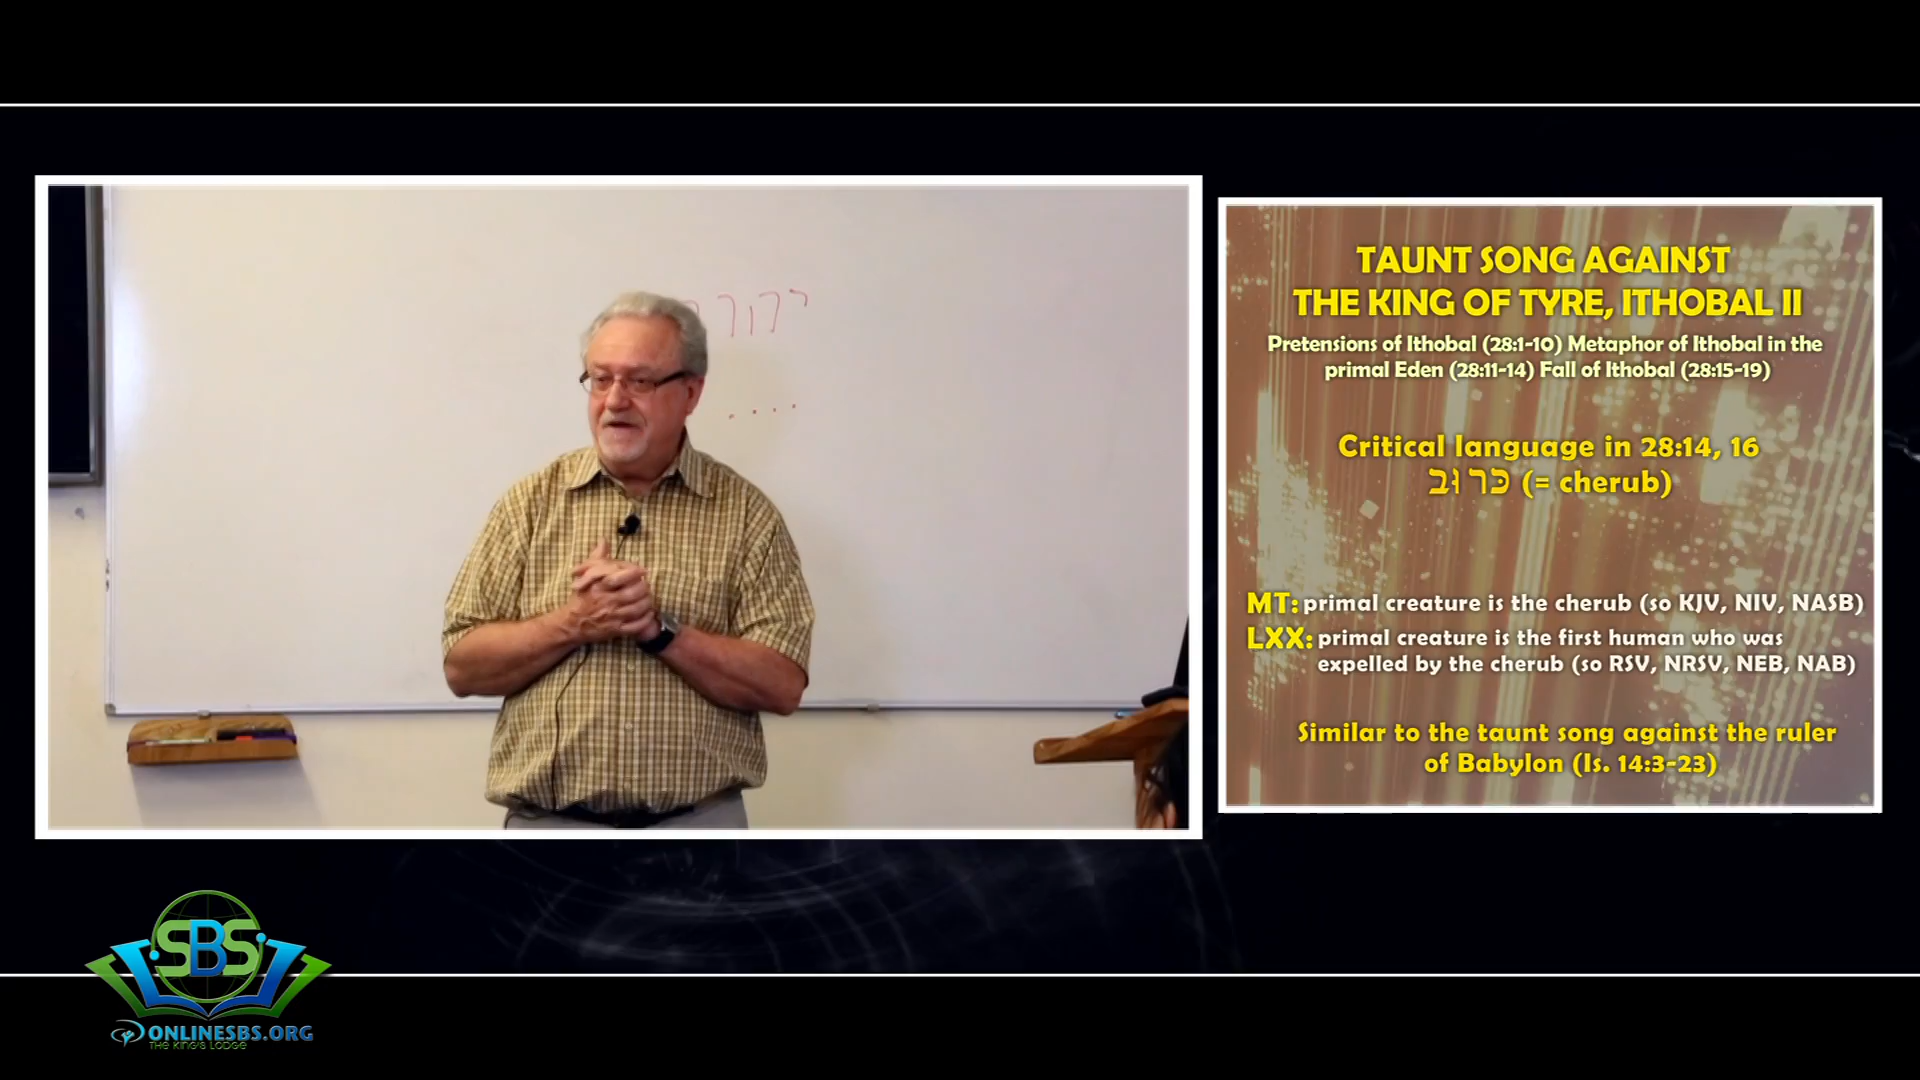 TAUNT SONG AGAINST
THE KING OF TYRE, ITHOBAL II
Pretensions of Ithobal (28:1-10) Metaphor of Ithobal in the
primal Eden (28:11-14) Fall of Ithobal (28:15-19)
Critical language in 28:14, 16
כּרוּב (= cherub)
MT: primal creature is the cherub (so KJV, NIV, NASB)
LXX: primal creature is the first human who was
expelled by the cherub (so RSV, NRSV, NEB, NAB)
Similar to the taunt song against the ruler
of Babylon (Is. 14:3-23)
SBS
ONLINESBS.ORG
THE KING'S LODGE